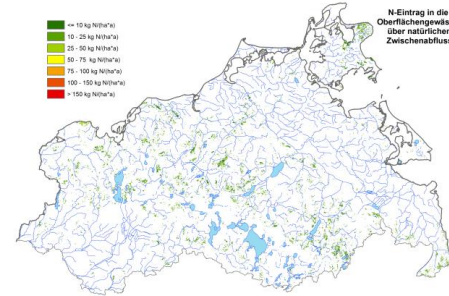 <= 10 kg N/(ha*a)
10 - 25 kg N/(ha*a)
25 - 50 kg N/(ha*a)
50 - 75 kg N/(ha*a)
75 - 100 kg N/(ha*a)
100 - 150 kg N/(ha*a)
> 150 kg N/(ha*a)
N-Eintrag in die
Oberflächengewäs
über natürlicher
Zwischenabfluss